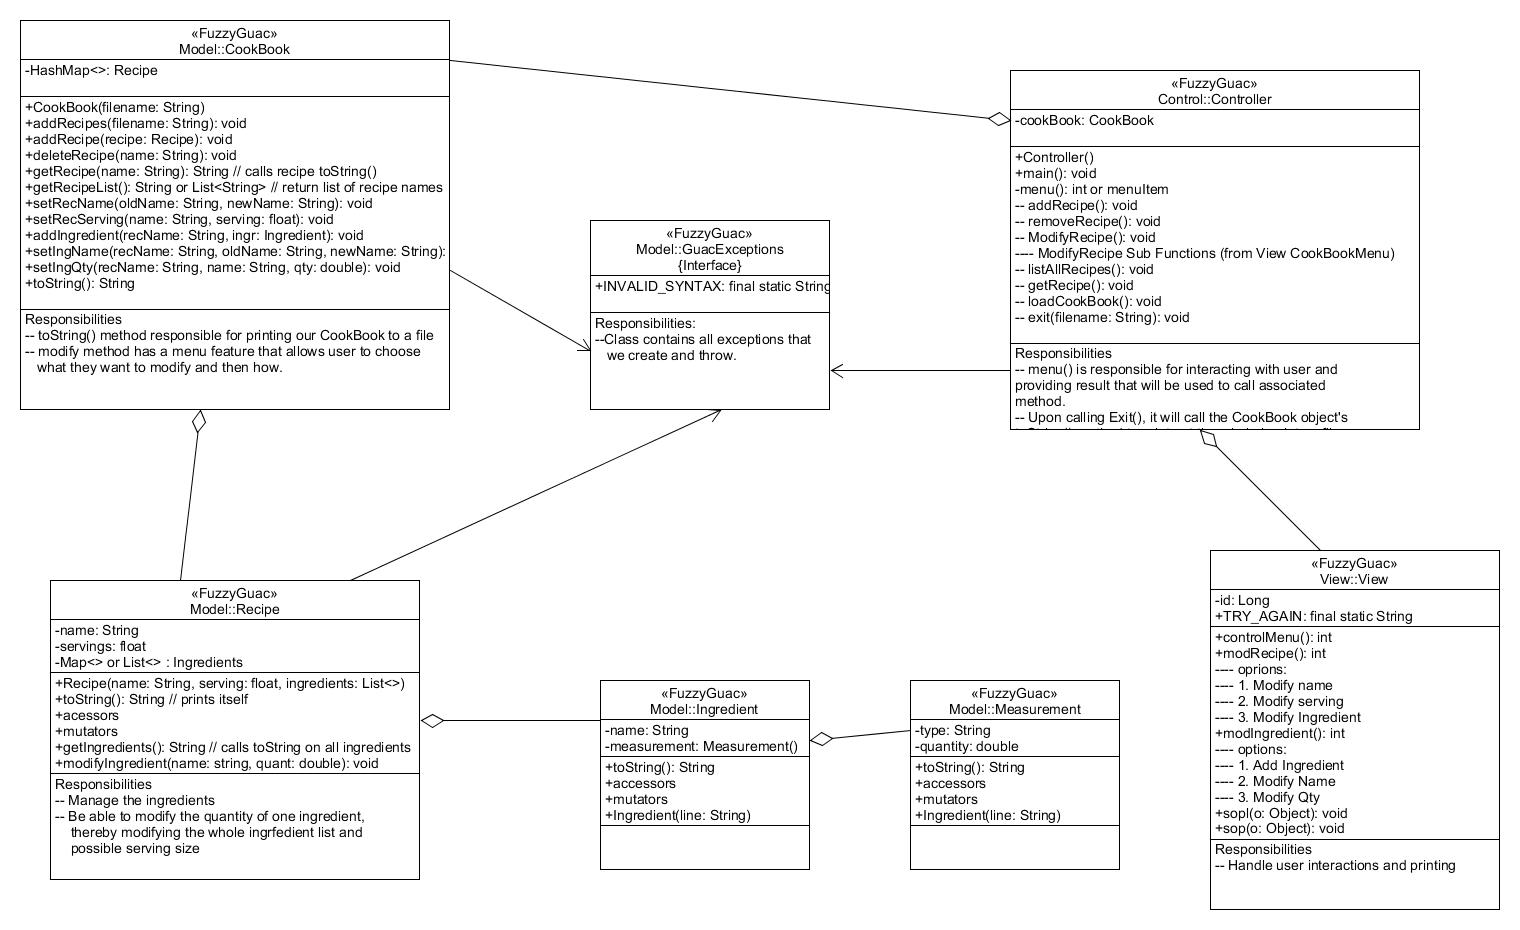 «FuzzyGuac»
Model::CookBook
-HashMap<>: Recipe
+CookBook(filename: String)
+addRecipes(filename: String): void
+addRecipe(recipe: Recipe): void
+deleteRecipe(name: String): void
+getRecipe(name: String): String // calls recipe toString()
+getRecipeList(): String or List<String> // return list of recipe names
+setRecName(oldName: String, newName: String): void
+setRecServing(name: String, serving: float): void
+addIngredient(recName: String, ingr: Ingredient): void
+setIngName(recName: String, oldName: String, newName: String):
+setIngQty(recName: String, name: String, qty: double): void
+toString(): String
Responsibilities
-- toString() method responsible for printing our CookBook to a file
-- modify method has a menu feature that allows user to choose
what they want to modify and then how.
«FuzzyGuac»
Model::GuacExceptions
{Interface}
+INVALID_SYNTAX: final static String
Responsibilities:
--Class contains all exceptions that
we create and throw.
«FuzzyGuac»
Control::Controller
-cookBook: CookBook
+Controller()
+main(): void
-menu(): int or menuItem
-- addRecipe(): void
-- removeRecipe(): void
-- ModifyRecipe(): void
---- ModifyRecipe Sub Functions (from View CookBookMenu)
-- listAllRecipes(): void
-- getRecipe(): void
-- loadCookBook(): void
-- exit(filename: String): void
Responsibilities
-- menu() is responsible for interacting with user and
providing result that will be used to call associated
method.
-- Upon calling Exit(), it will call the CookBook object's
«FuzzyGuac»
Model::Recipe
-name: String
-servings: float
-Map<> or List<> : Ingredients
+Recipe(name: String, serving: float, ingredients: List<>)
+toString(): String // prints itself
+acessors
+mutators
+getIngredients(): String // calls toString on all ingredients
+modifyIngredient(name: string, quant: double): void
Responsibilities
-- Manage the ingredients
-- Be able to modify the quantity of one ingredient,
thereby modifying the whole ingrfedient list and
possible serving size
«FuzzyGuac»
Model::Ingredient
-name: String
-measurement: Measurement()
+toString(): String
+accessors
+mutators
+Ingredient(line: String)
«FuzzyGuac»
Model::Measurement
-type: String
-quantity: double
+toString(): String
+accessors
+mutators
+Ingredient(line: String)
«FuzzyGuac»
View::View
-id: Long
+TRY_AGAIN: final static String
+controlMenu(): int
+modRecipe(): int
---- oprions:
---- 1. Modify name
---- 2. Modify serving
---- 3. Modify Ingredient
+modIngredient(): int
---- options:
---- 1. Add Ingredient
---- 2. Modify Name
---- 3. Modify Qty
+sopl(o: Object): void
+sop(o: Object): void
Responsibilities
-- Handle user interactions and printing